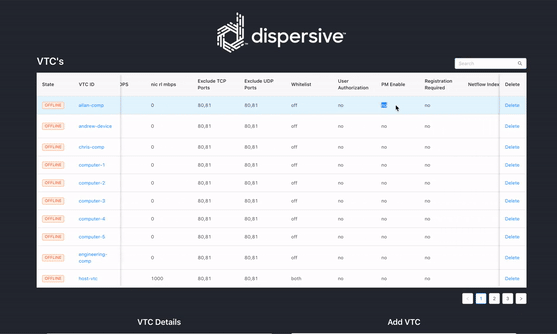 dispersive™
VTC's
Search
State VTC ID OPS nic rl mbps Exclude TCP Ports Exclude UDP Ports Whitelist User Authorization PM Enable Registration Required Netflow Index Delete
OFFLINE allan-comp 0 80,81 80,81 off no no no Delete
OFFLINE andrew-device 0 80,81 80,81 off no no no Delete
OFFLINE chris-comp 0 80,81 80,81 off no no no Delete
OFFLINE computer-1 0 80,81 80,81 off no no no Delete
OFFLINE computer-2 0 80,81 80,81 off no no no Delete
OFFLINE computer-3 0 80,81 80,81 off no no no Delete
OFFLINE computer-4 0 80,81 80,81 off no no no Delete
OFFLINE computer-5 0 80,81 80,81 off no no no Delete
OFFLINE engineering-comp 0 80,81 80,81 off no no no Delete
OFFLINE host-vtc 1000 80,81 80,81 both no no no Delete
< 1 2 3 >
VTC Details
Add VTC